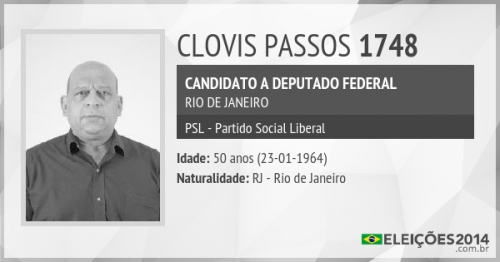 CLOVIS PASSOS 1748
CANDIDATO A DEPUTADO FEDERAL
RIO DE JANEIRO
PSL - Partido Social Liberal
Idade: 50 anos (23-01-1964)
Naturalidade: RJ - Rio de Janeiro
ELEIÇÕES2014
.com.br